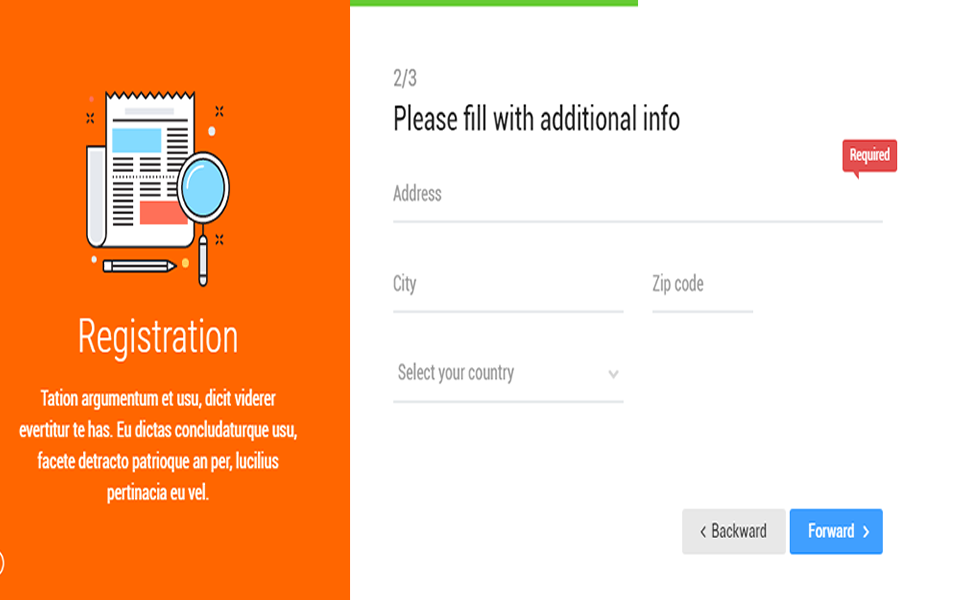 Registration
Tation argumentum et usu, dicit viderer
evertitur te has. Eu dictas concludaturque usu,
facete detracto patrioque an per, lucilius
pertinacia eu vel.
2/3
Please fill with additional info
Required
Address
City
Zip code
Select your country
Backward
Forward